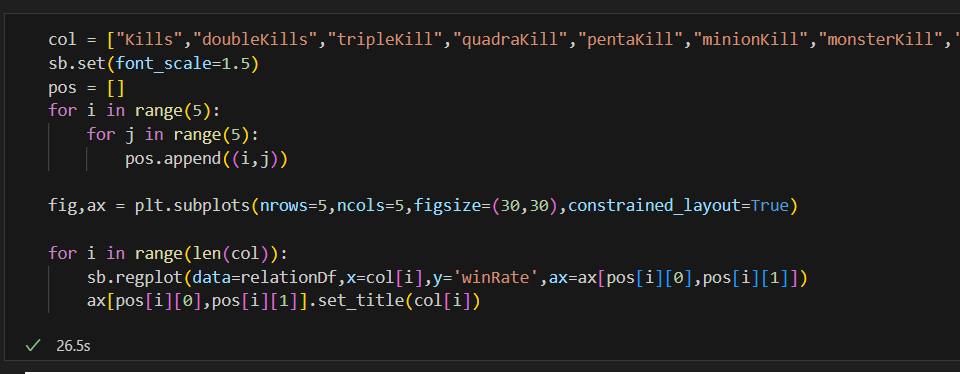 col = ["Kills","doubleKills","tripleKill","quadraKill","pentaKill","minionKill","monsterKill","
sb.set(font_scale=1.5)
pos = []
for i in range(5):
    for j in range(5):
        pos.append((i,j))
fig,ax = plt.subplots(nrows=5,ncols=5,figsize=(30,30),constrained_layout=True)
for i in range(len(col)):
    sb.regplot(data=relationDf,x=col[i],y='winRate',ax=ax[pos[i][0],pos[i][1]])
    ax[pos[i][0],pos[i][1]].set_title(col[i])
26.5s